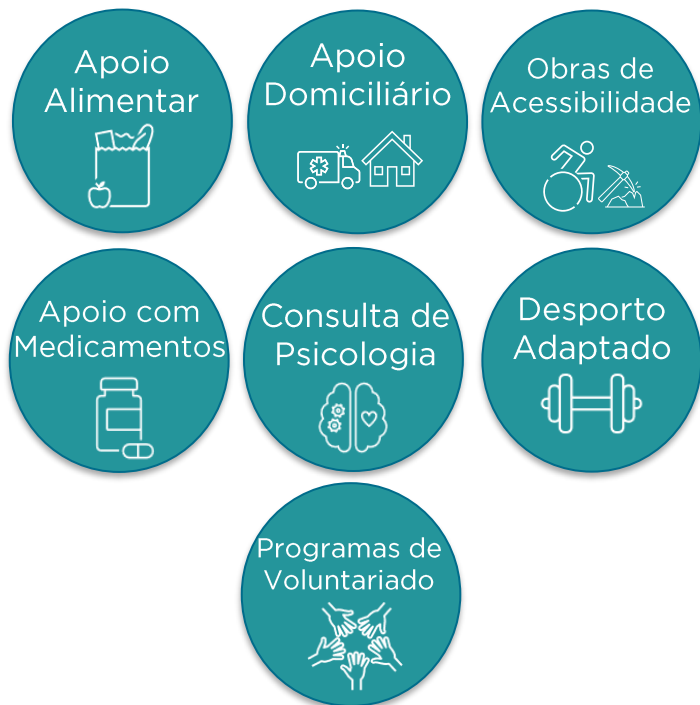 Apoio
Alimentar
Apoio
Domiciliário
Obras de
Acessibilidade
Apoio com
Medicamentos
Consulta de
Psicologia
Desporto
Adaptado
Programas de
Voluntariado